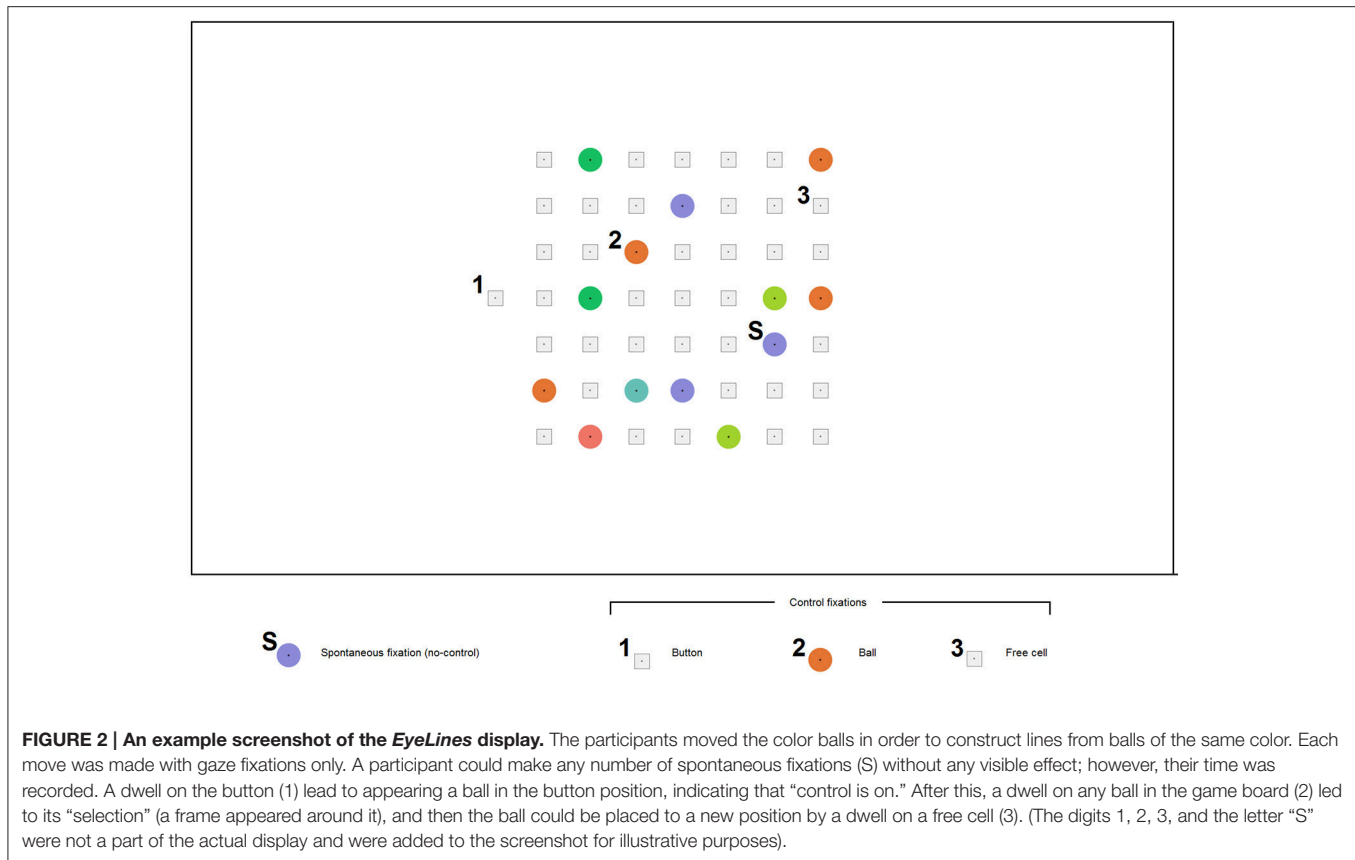 3
2
1
S
Control fixations
S Spontaneous fixation (no-control) 1 Button 2 Ball 3 Free cell
FIGURE 2 | An example screenshot of the EyeLines display. The participants moved the color balls in order to construct lines from balls of the same color. Each
move was made with gaze fixations only. A participant could make any number of spontaneous fixations (S) without any visible effect; however, their time was
recorded. A dwell on the button (1) lead to appearing a ball in the button position, indicating that “control is on.” After this, a dwell on any ball in the game board (2) led
to its “selection” (a frame appeared around it), and then the ball could be placed to a new position by a dwell on a free cell (3). (The digits 1, 2, 3, and the letter “S”
were not a part of the actual display and were added to the screenshot for illustrative purposes).